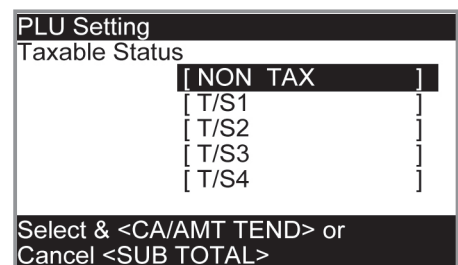 PLU Setting
Taxable Status
[ NON TAX ]
[ T/S1 ]
[ T/S2 ]
[ T/S3 ]
[ T/S4 ]
Select & <CA/AMT TEND> or
Cancel <SUB TOTAL>